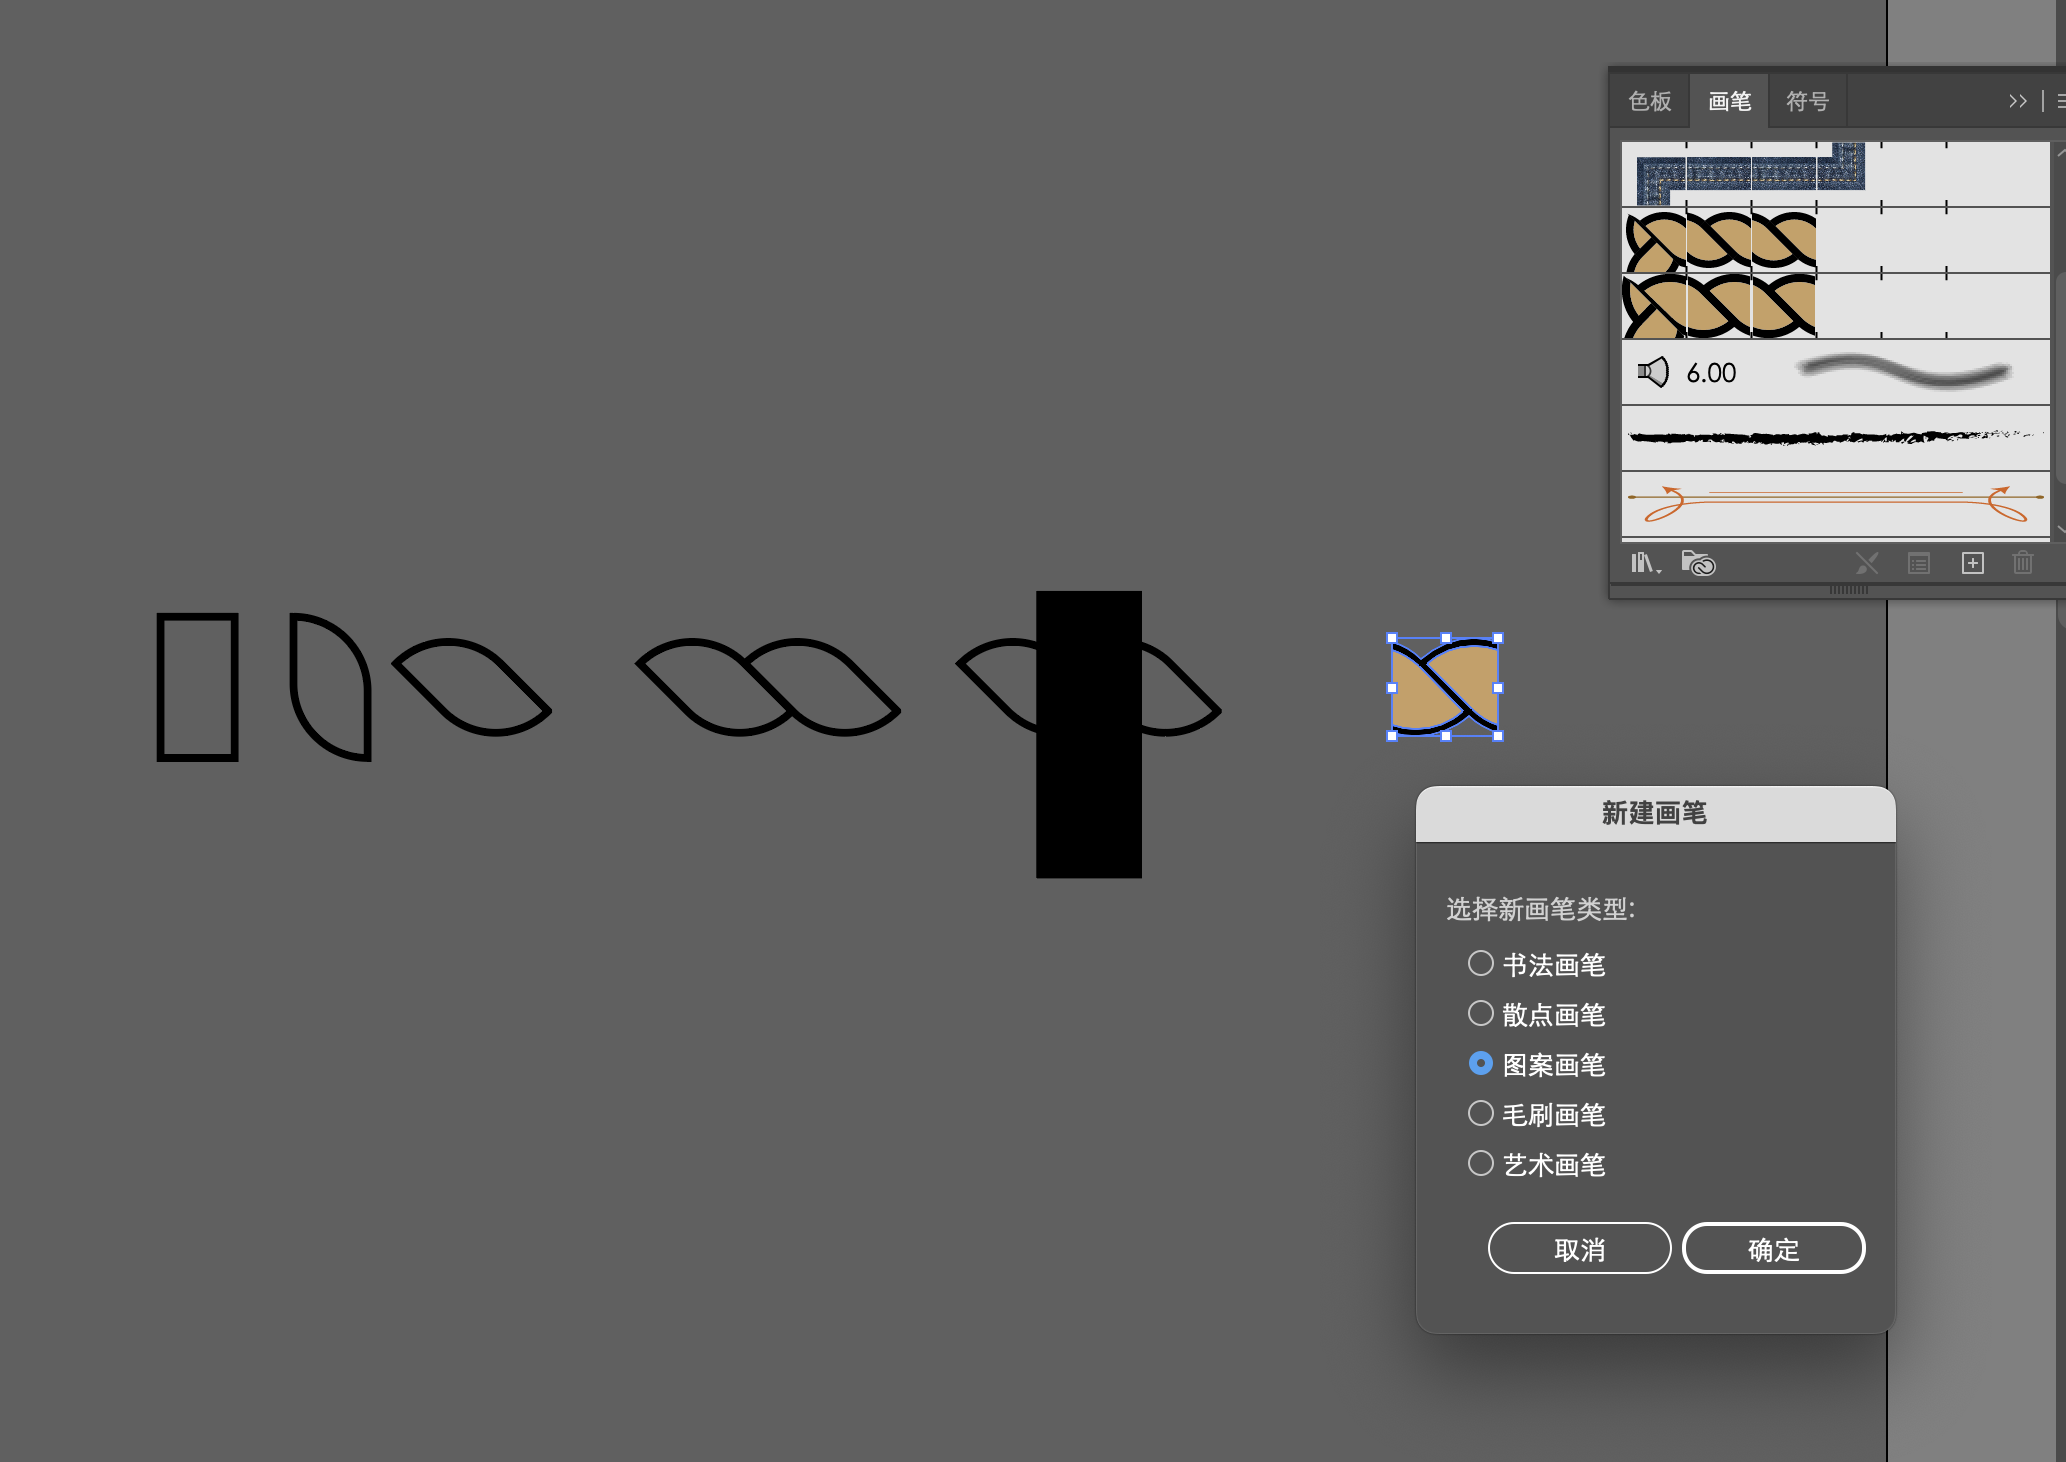 色板 画笔 符号
6.00
新建画笔
选择新画笔类型:
书法画笔
散点画笔
图案画笔
毛刷画笔
艺术画笔
取消 确定